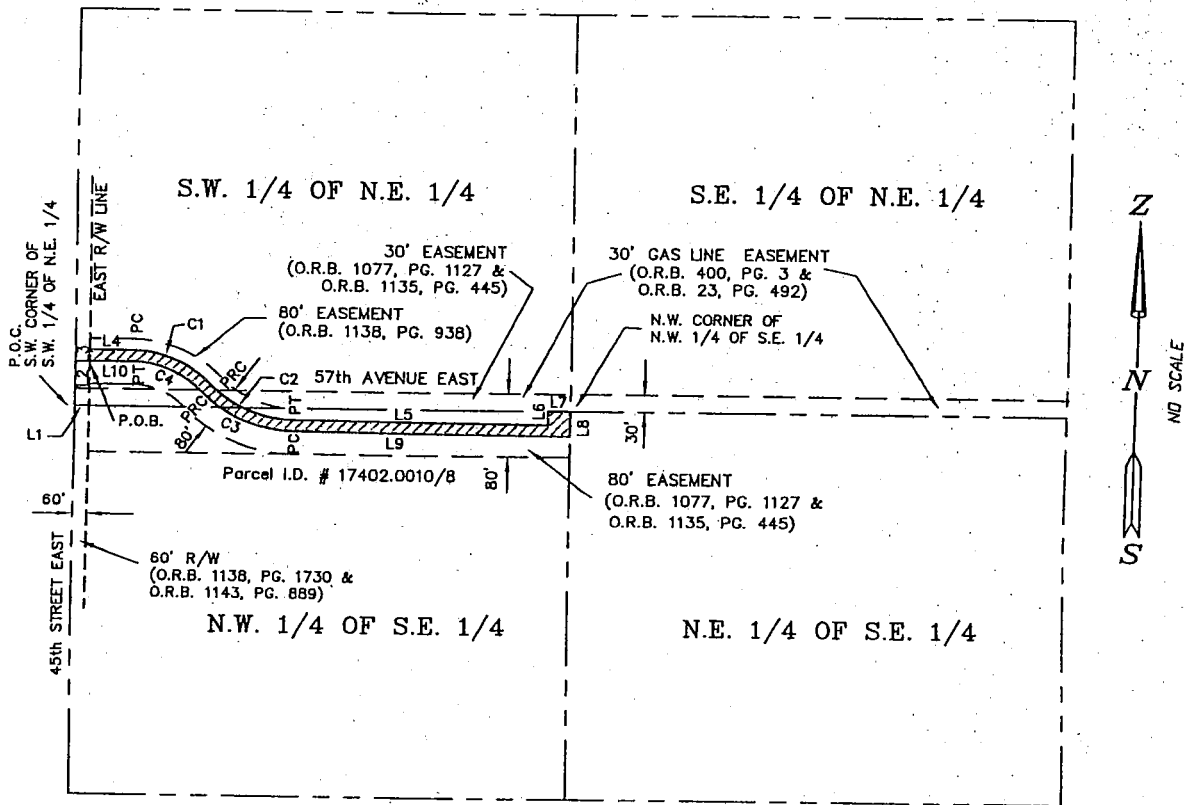 S.W. 1/4 OF N.E. 1/4
S.E. 1/4 OF N.E. 1/4
P.O.C.
S.W. CORNER OF
S.W. 1/4 OF N.E. 1/4
EAST R/W LINE
30' EASEMENT
(O.R.B. 1077, PG. 1127 &
O.R.B. 1135, PG. 445)
30' GAS LINE EASEMENT
(O.R.B. 400, PG. 3 &
O.R.B. 23, PG. 492)
80' EASEMENT
(O.R.B. 1138, PG. 938)
N.W. CORNER OF
N.W. 1/4 OF S.E. 1/4
Z
N
S
NO SCALE
L4
PC
C1
3
2
L10
PT
C4
PRC
C2
57th AVENUE EAST
L1
P.O.B.
PRC
C3
PT
PC
L5
L6
L7
L8
L9
30'
80'
80'
Parcel I.D. # 17402.0010/8
80' EASEMENT
(O.R.B. 1077, PG. 1127 &
O.R.B. 1135, PG. 445)
60'
60' R/W
(O.R.B. 1138, PG. 1730 &
O.R.B. 1143, PG. 889)
45th STREET EAST
N.W. 1/4 OF S.E. 1/4
N.E. 1/4 OF S.E. 1/4